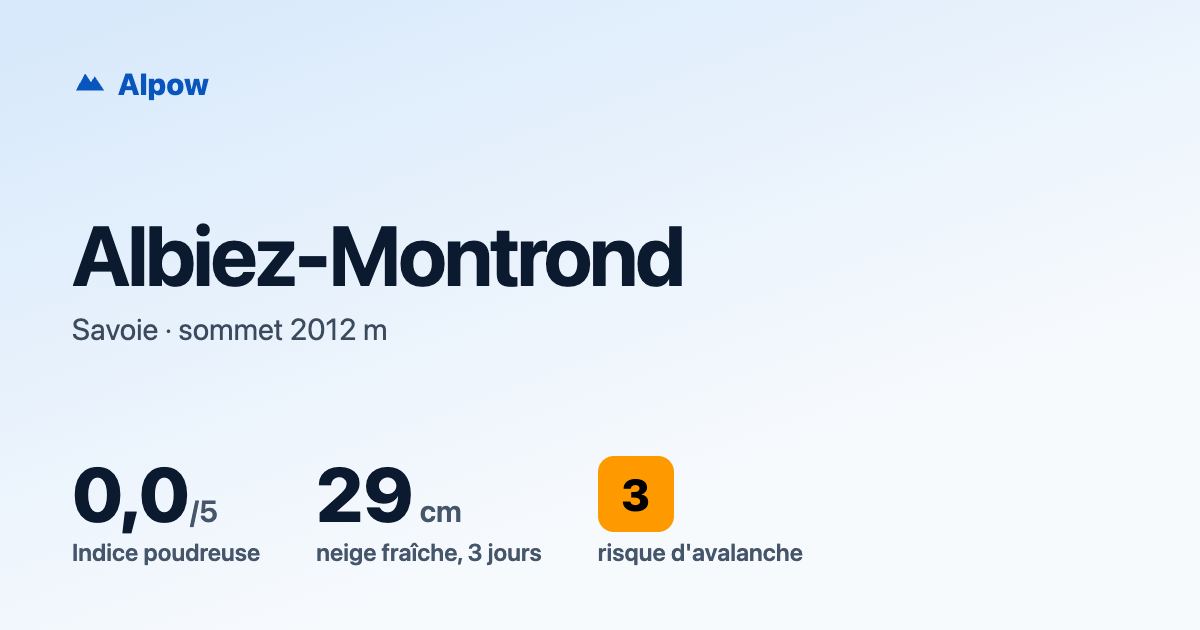 Alpow
Albiez-Montrond
Savoie · sommet 2012 m
0,0/5
Indice poudreuse
29 cm
neige fraîche, 3 jours
3
risque d'avalanche